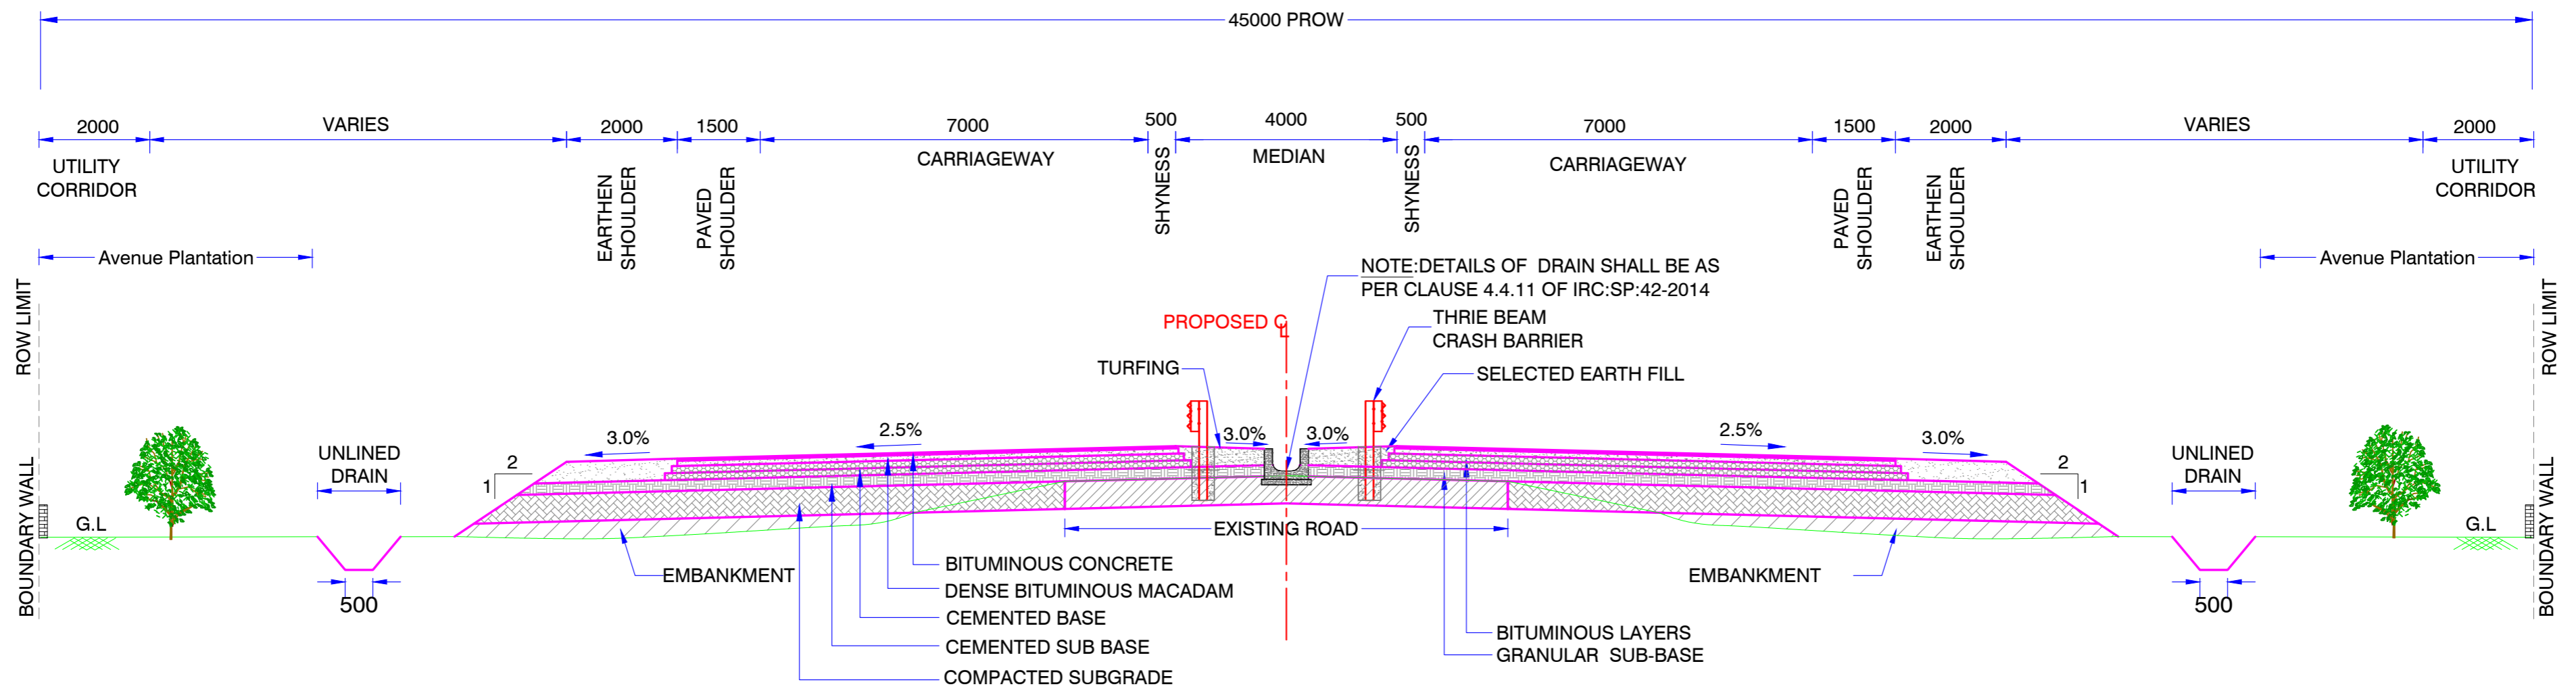 45000 PROW
2000
VARIES
2000
1500
7000
500
4000
500
7000
1500
2000
VARIES
2000
UTILITY
CORRIDOR
EARTHEN
SHOULDER
PAVED
SHOULDER
CARRIAGEWAY
SHYNESS
MEDIAN
SHYNESS
CARRIAGEWAY
PAVED
SHOULDER
EARTHEN
SHOULDER
UTILITY
CORRIDOR
Avenue Plantation
Avenue Plantation
NOTE:DETAILS OF DRAIN SHALL BE AS
PER CLAUSE 4.4.11 OF IRC:SP:42-2014
ROW LIMIT
ROW LIMIT
PROPOSED CL
THRIE BEAM
CRASH BARRIER
TURFING
SELECTED EARTH FILL
3.0%
2.5%
3.0%
3.0%
2.5%
3.0%
UNLINED
DRAIN
2
1
2
1
UNLINED
DRAIN
BOUNDARY WALL
G.L
G.L
BOUNDARY WALL
EXISTING ROAD
500
EMBANKMENT
BITUMINOUS CONCRETE
DENSE BITUMINOUS MACADAM
CEMENTED BASE
CEMENTED SUB BASE
COMPACTED SUBGRADE
EMBANKMENT
BITUMINOUS LAYERS
GRANULAR SUB-BASE
500